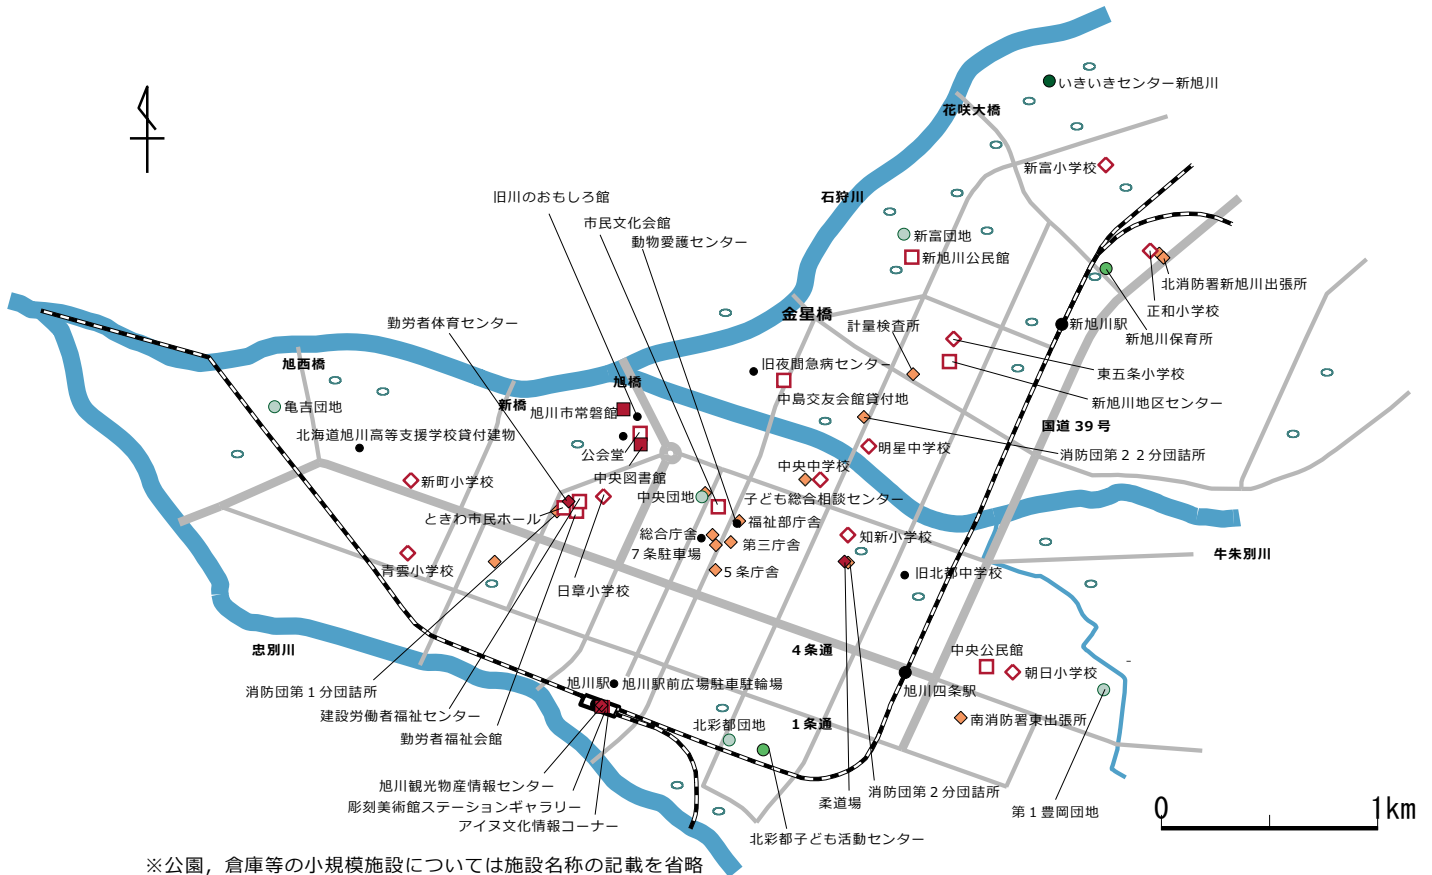 いきいきセンター新旭川
花咲大橋
新富小学校
旧川のおもしろ館
石狩川
市民文化会館
動物愛護センター
新富団地
新旭川公民館
北消防署新旭川出張所
正和小学校
金星橋
勤労者体育センター
計量検査所
新旭川駅
新旭川保育所
旭西橋
旧夜間急病センター
東五条小学校
旭橋
中島交友会館貸付地
新旭川地区センター
亀吉団地
新橋
旭川市常磐館
国道39号
北海道旭川高等支援学校貸付建物
明星中学校
公会堂
消防団第22分団詰所
中央図書館
中央中学校
新町小学校
中央団地
子ども総合相談センター
ときわ市民ホール
福祉部庁舎
総合庁舎
知新小学校
第三庁舎
7条駐車場
牛朱別川
青雲小学校
5条庁舎
旧北都中学校
日章小学校
忠別川
4条通
中央公民館
朝日小学校
旭川駅
旭川駅前広場駐車駐輪場
旭川四条駅
消防団第1分団詰所
建設労働者福祉センター
北彩都団地
1条通
南消防署東出張所
勤労者福祉会館
旭川観光物産情報センター
消防団第2分団詰所
彫刻美術館ステーションギャラリー
柔道場
第1豊岡団地
0 1km
アイヌ文化情報コーナー
北彩都子ども活動センター
※公園，倉庫等の小規模施設については施設名称の記載を省略